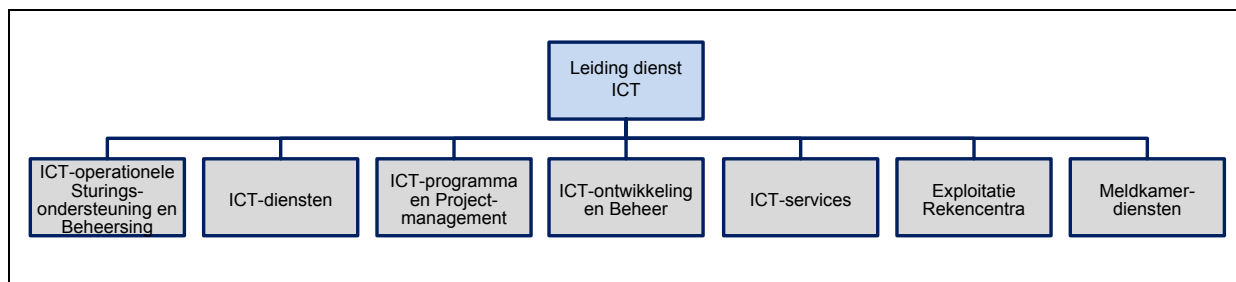 Leiding dienst
ICT
ICT-operationele
Sturings-
ondersteuning en
Beheersing
ICT-diensten
ICT-programma
en Project-
management
ICT-ontwikkeling
en Beheer
ICT-services
Exploitatie
Rekencentra
Meldkamer-
diensten